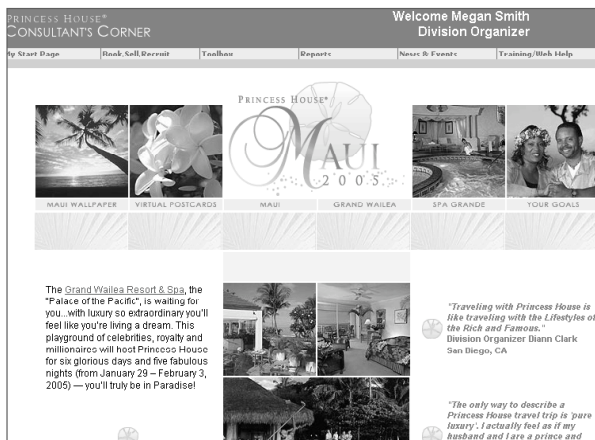 PRINCESS HOUSE®
CONSULTANT'S CORNER
Welcome Megan Smith
Division Organizer
My Start Page
Book,Sell,Recruit
Toolbox
Reports
News & Events
Training/Web Help
PRINCESS HOUSE®
MAUI
2005
MAUI WALLPAPER
VIRTUAL POSTCARDS
MAUI
GRAND WAILEA
SPA GRANDE
YOUR GOALS
The Grand Wailea Resort & Spa, the
"Palace of the Pacific", is waiting for
you...with luxury so extraordinary you'll
feel like you're living a dream. This
playground of celebrities, royalty and
millionaires will host Princess House
for six glorious days and five fabulous
nights (from January 29 – February 3,
2005) — you'll truly be in Paradise!
"Traveling with Princess House is
like traveling with the Lifestyles of
the Rich and Famous."
Division Organizer Diann Clark
San Diego, CA
"The only way to describe a
Princess House travel trip is 'pure
luxury'. I actually feel as if my
husband and I are a prince and